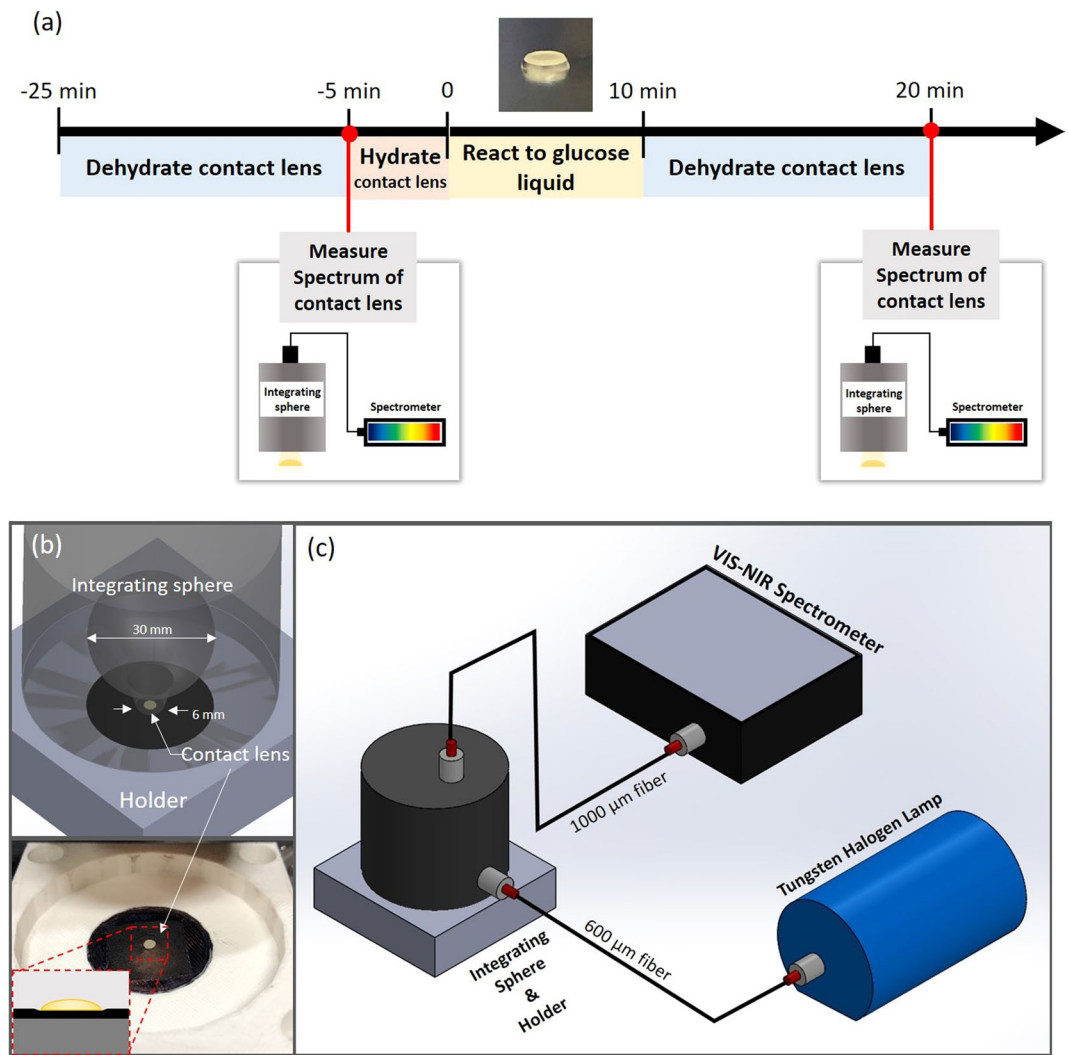 (a)
-25 min
-5 min
0
10 min
20 min
Dehydrate contact lens
Hydrate
contact lens
React to glucose
liquid
Dehydrate contact lens
Measure
Spectrum of
contact lens
Integrating
sphere
Spectrometer
Measure
Spectrum of
contact lens
Integrating
sphere
Spectrometer
(b)
Integrating sphere
30 mm
6 mm
Contact lens
Holder
(c)
VIS-NIR Spectrometer
1000 μm fiber
Tungsten Halogen Lamp
600 μm fiber
Integrating
Sphere
&
Holder